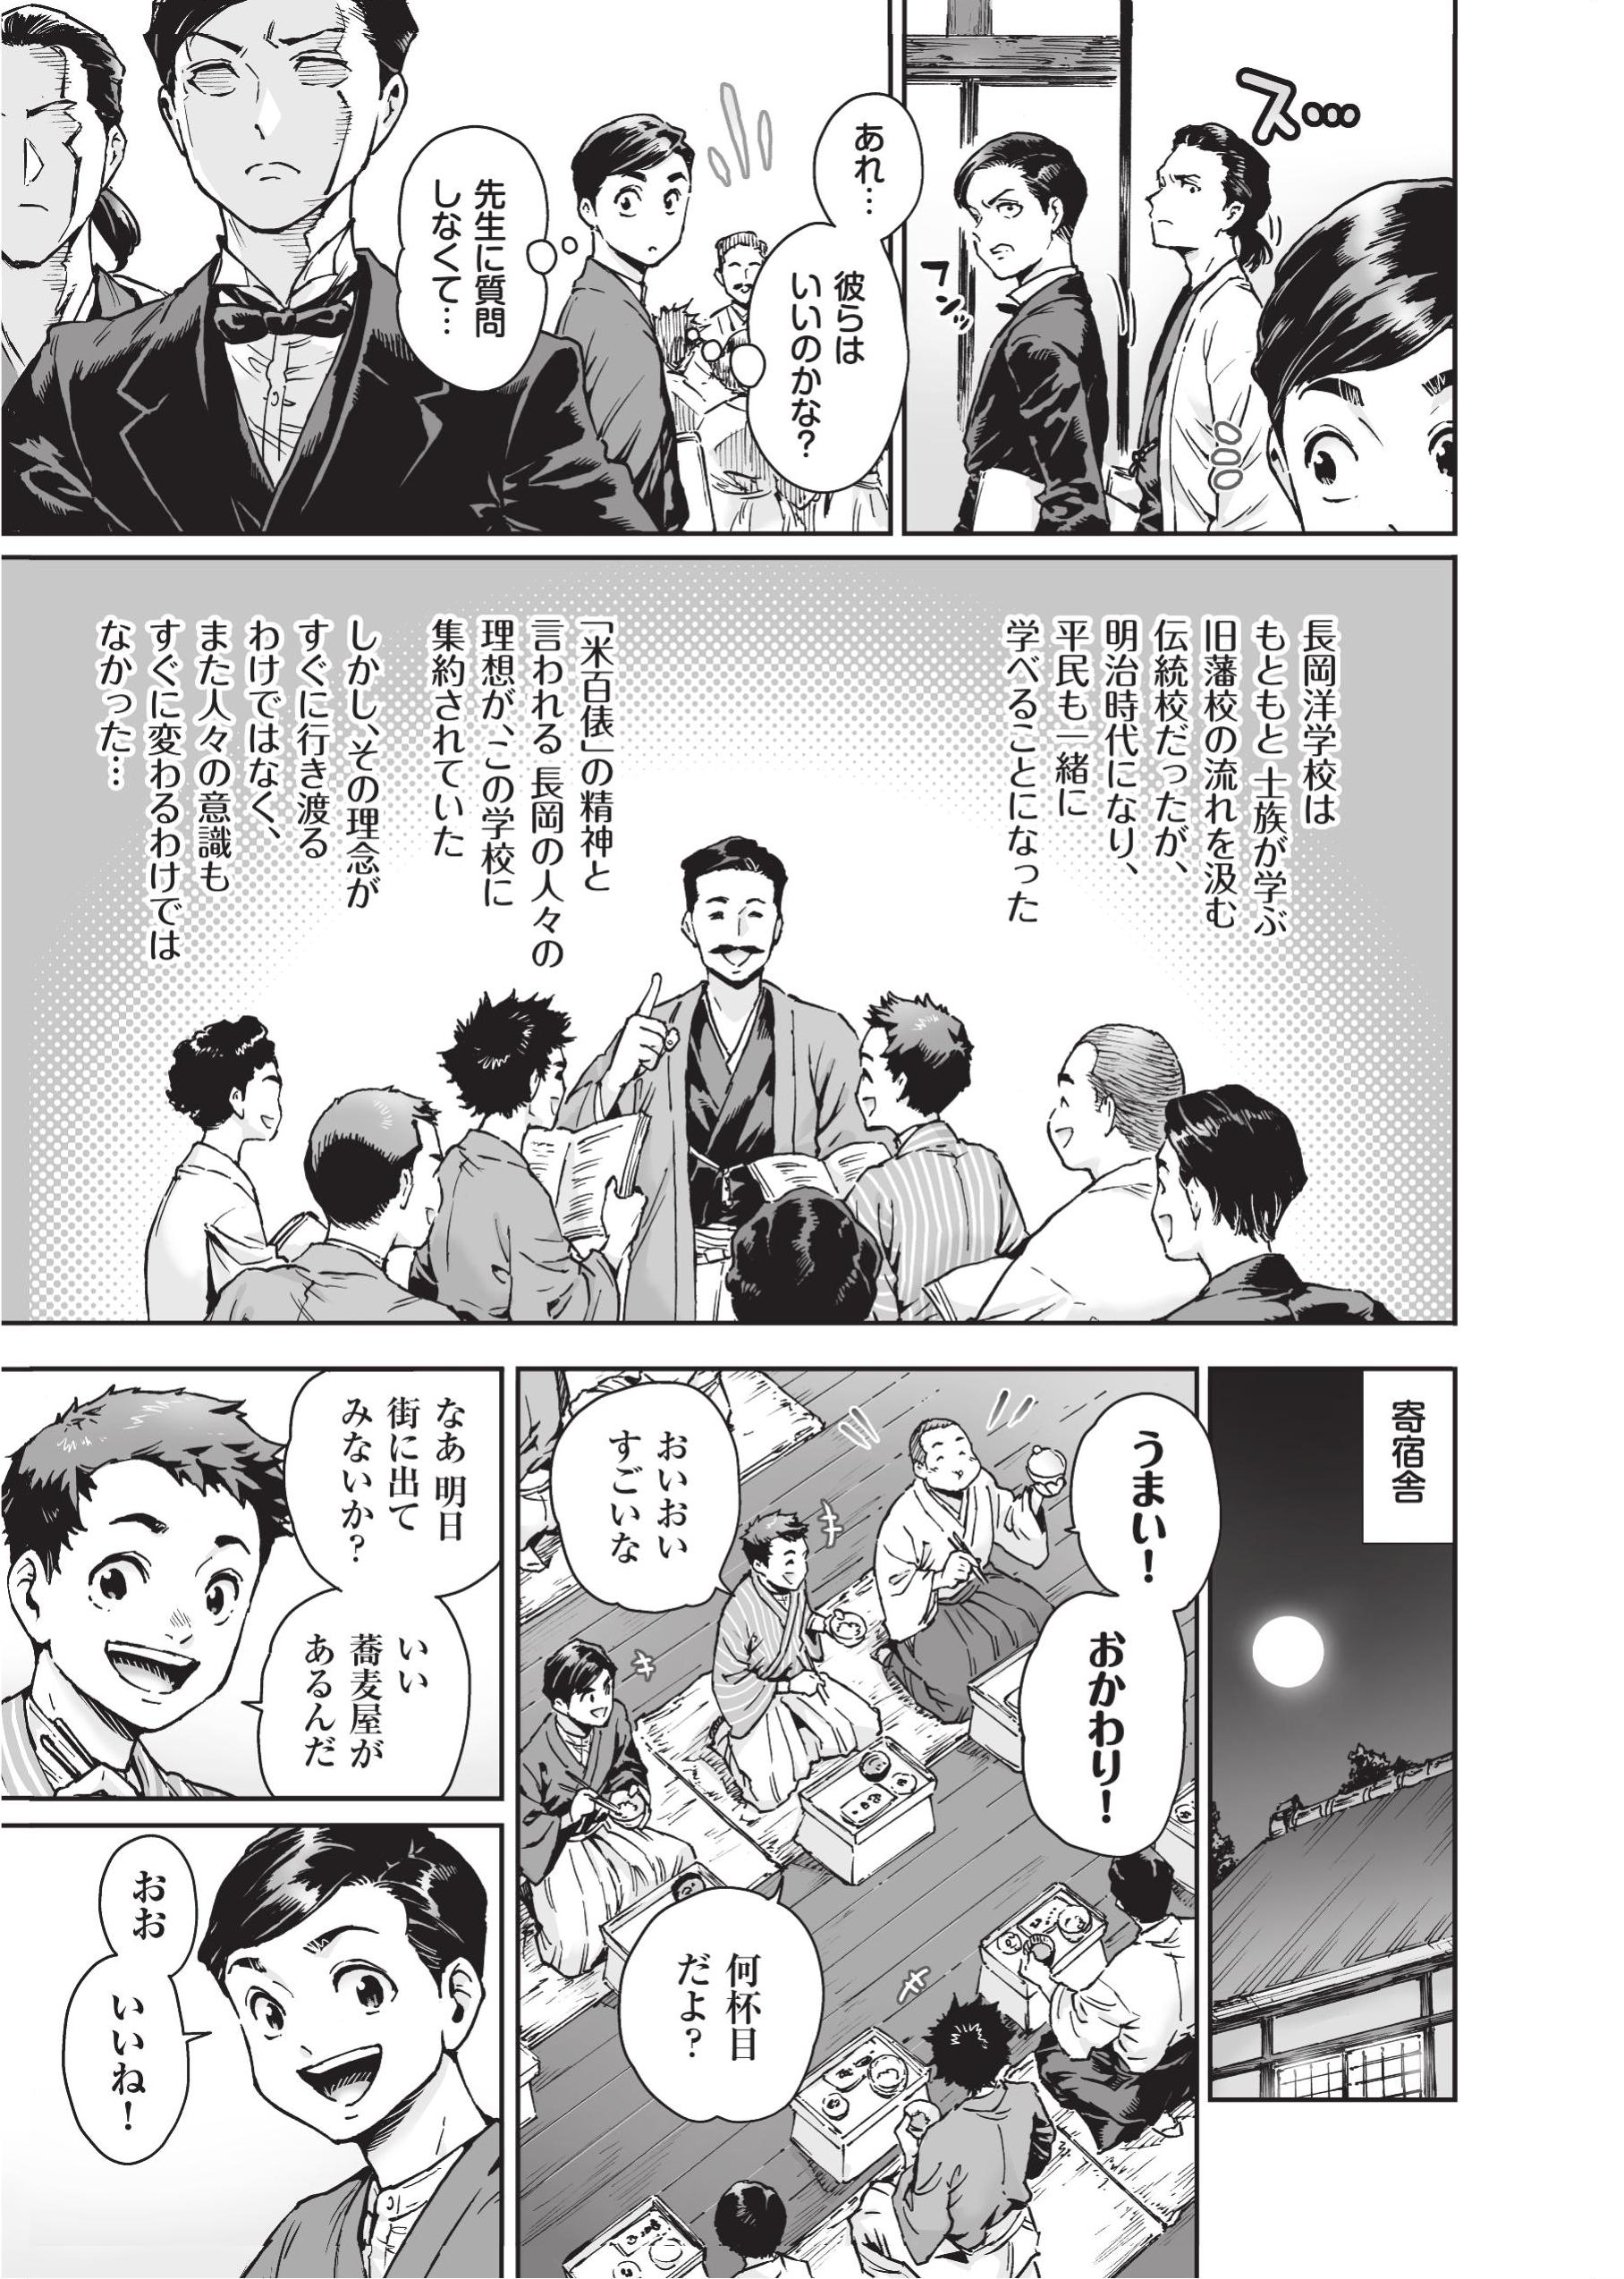 ス…
フンッ
あれ…
彼らは
いいのかな？
先生に質問
しなくて…
長岡洋学校は
もともと士族が学ぶ
旧藩校の流れを汲む
伝統校だったが、
明治時代になり、
平民も一緒に
学べることになった
「米百俵」の精神と
言われる長岡の人々の
理想が、この学校に
集約されていた
しかし、その理念が
すぐに行き渡る
わけではなく、
また人々の意識も
すぐに変わるわけでは
なかった…
寄宿舎
うまい！
おかわり！
おいおい
すごいな
何杯目
だよ？
なあ 明日
街に出て
みないか？
いい
蕎麦屋が
あるんだ
おお
いいね！